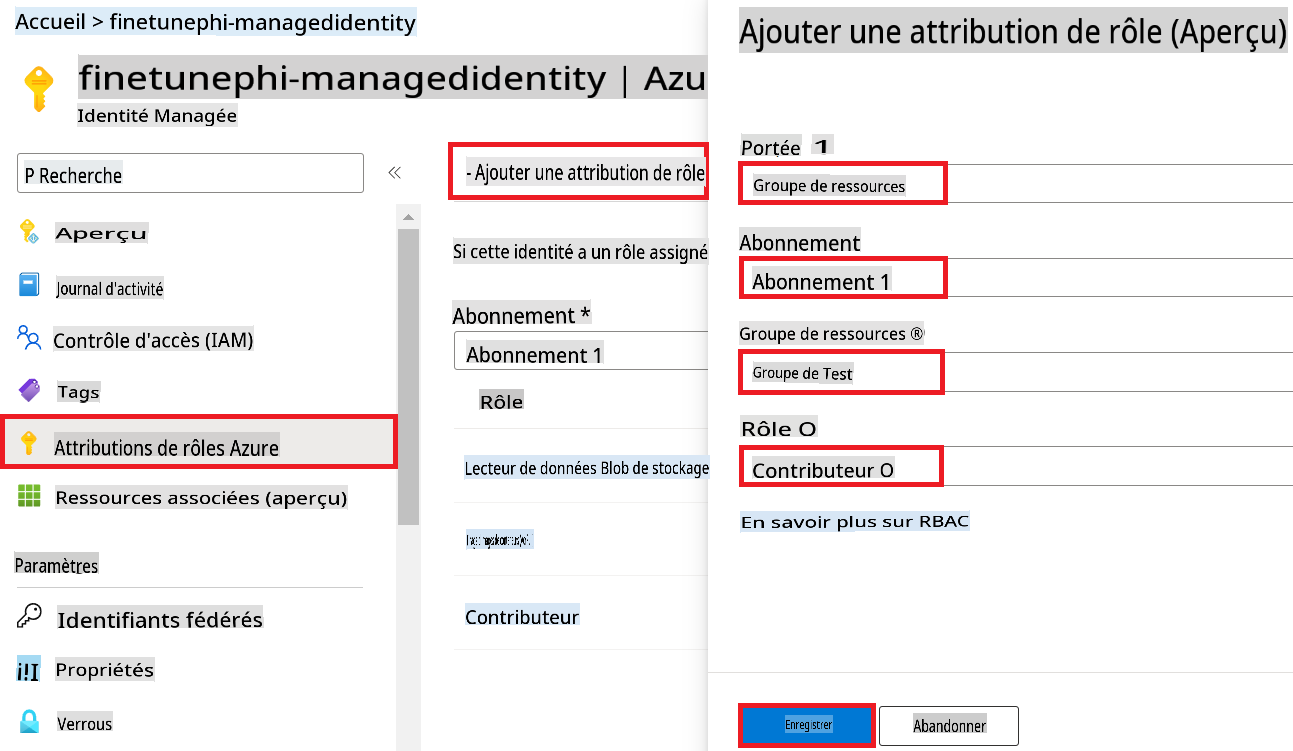 Accueil > finetunephi-managedidentity
finetunephi-managedidentity | Azu
Identité Managée
P Recherche
Aperçu
Journal d'activité
Contrôle d'accès (IAM)
Tags
Attributions de rôles Azure
Ressources associées (aperçu)
Paramètres
Identifiants fédérés
Propriétés
Verrous
- Ajouter une attribution de rôle
Si cette identité a un rôle assigné
Abonnement *
Abonnement 1
Rôle
Lecteur de données Blob de stockage
Contributeur
Ajouter une attribution de rôle (Aperçu)
Portée 1
Groupe de ressources
Abonnement
Abonnement 1
Groupe de ressources ®
Groupe de Test
Rôle O
Contributeur O
En savoir plus sur RBAC
Enregistrer
Abandonner